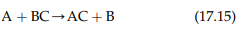 A + BC→AC + B (17.15)